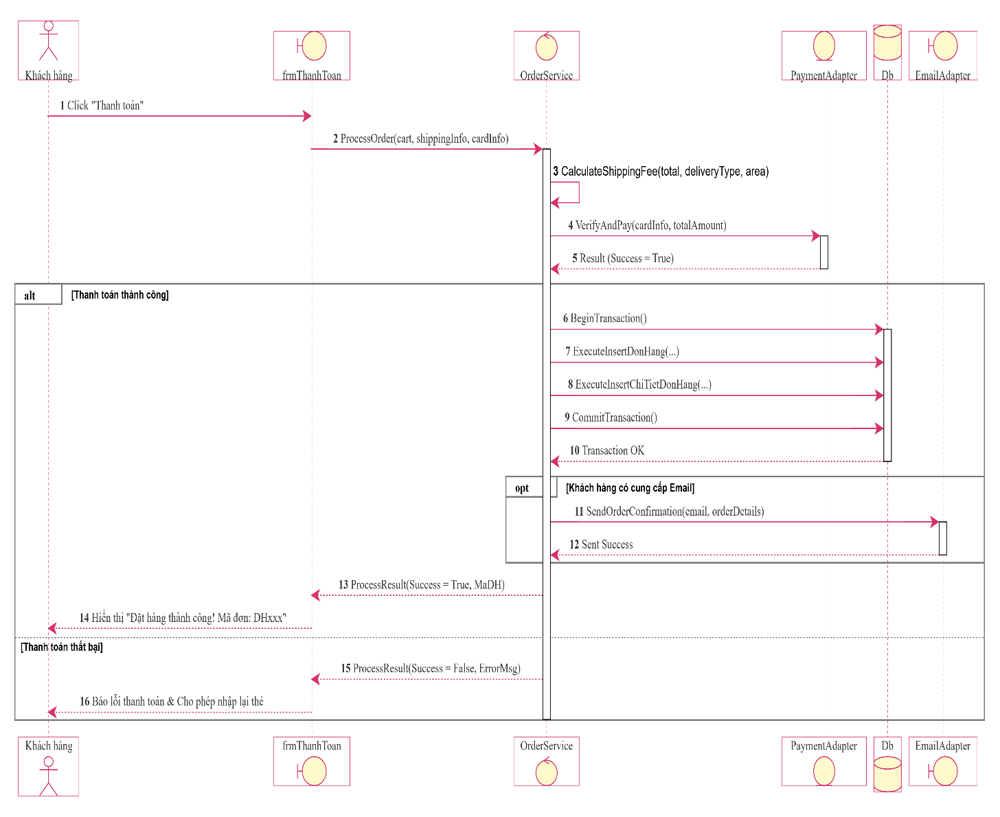 Khách hàng
frmThanhToan
OrderService
PaymentAdapter
Db
EmailAdapter
1 Click "Thanh toán"
2 ProcessOrder(cart, shippingInfo, cardInfo)
3 CalculateShippingFee(total, deliveryType, area)
4 VerifyAndPay(cardInfo, totalAmount)
5 Result (Success = True)
alt
[Thanh toán thành công]
6 BeginTransaction()
7 ExecuteInsertDonHang(...)
8 ExecuteInsertChiTietDonHang(...)
9 CommitTransaction()
10 Transaction OK
opt
[Khách hàng có cung cấp Email]
11 SendOrderConfirmation(email, orderDetails)
12 Sent Success
13 ProcessResult(Success = True, MaDH)
14 Hiển thị "Đặt hàng thành công! Mã đơn: DHxxx"
[Thanh toán thất bại]
15 ProcessResult(Success = False, ErrorMsg)
16 Báo lỗi thanh toán & Cho phép nhập lại thẻ
Khách hàng
frmThanhToan
OrderService
PaymentAdapter
Db
EmailAdapter